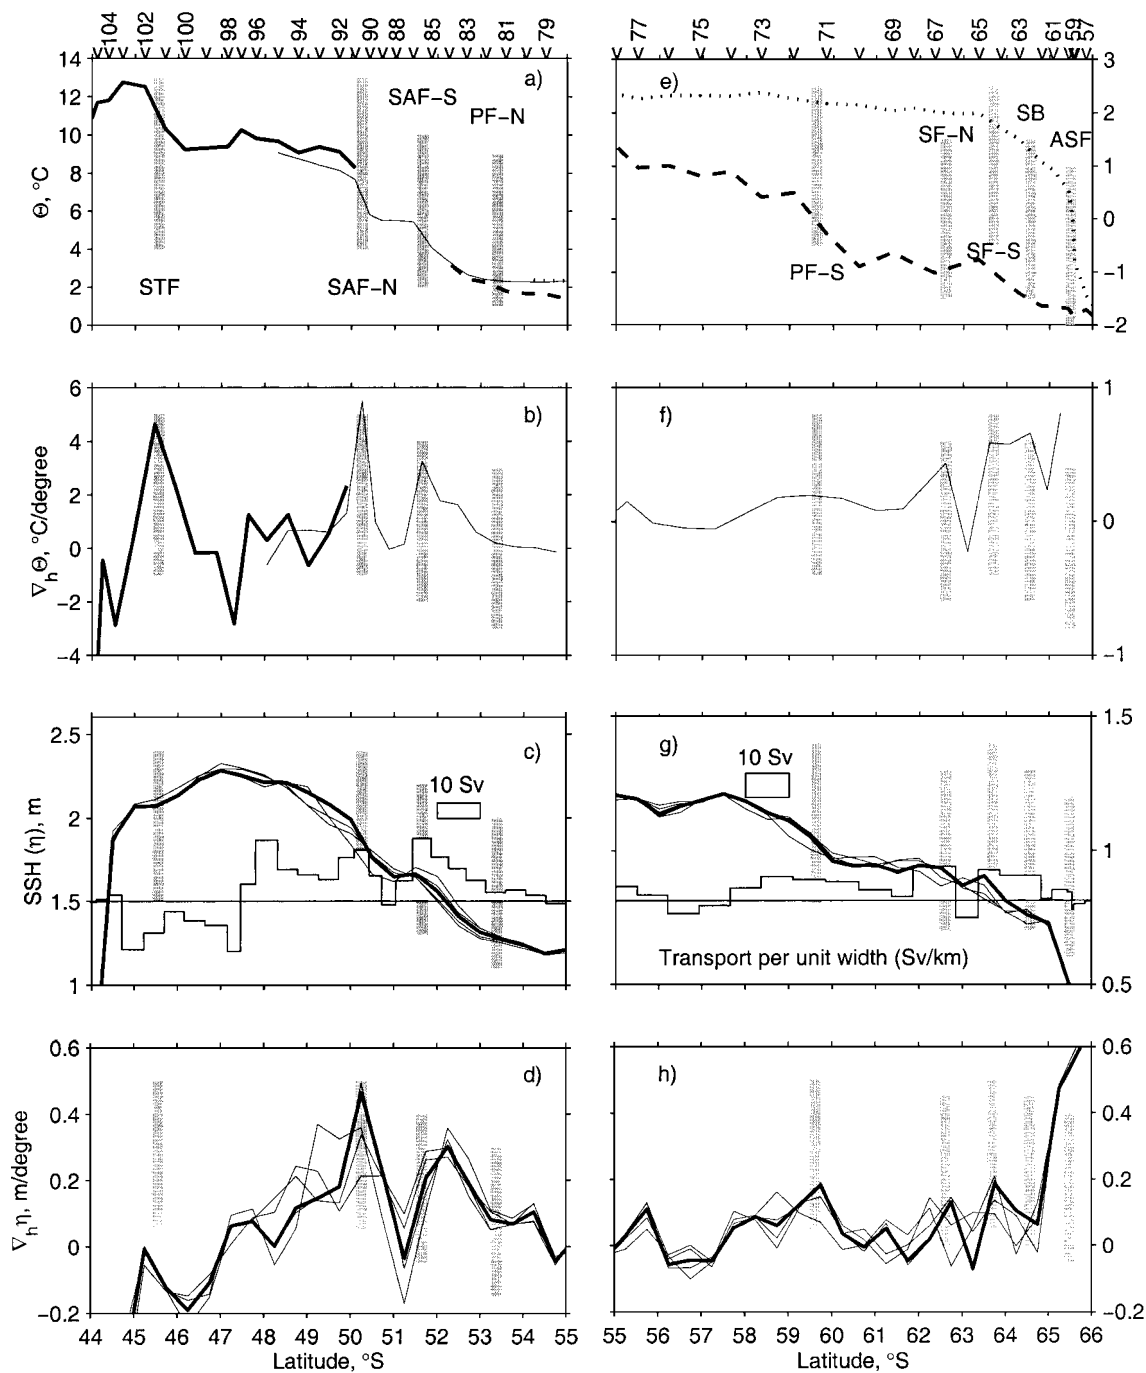 104 102 100 98 96 94 92 90 88 85 83 81 79
77 75 73 71 69 67 65 63 61 59 57
14
12
10
8
6
4
2
0
Θ, °C
a)
SAF-S
PF-N
STF
SAF-N
3
2
1
0
-1
-2
e)
SF-N
SB
ASF
PF-S
SF-S
6
4
2
0
-2
-4
∇hΘ, °C/degree
b)
f)
1
0
-1
2.5
2
1.5
1
SSH (η), m
c)
10 Sv
g)
10 Sv
Transport per unit width (Sv/km)
1.5
1
0.5
0.6
0.4
0.2
0
-0.2
∇hη, m/degree
d)
h)
0.6
0.4
0.2
0
-0.2
44 45 46 47 48 49 50 51 52 53 54 55
Latitude, °S
55 56 57 58 59 60 61 62 63 64 65 66
Latitude, °S